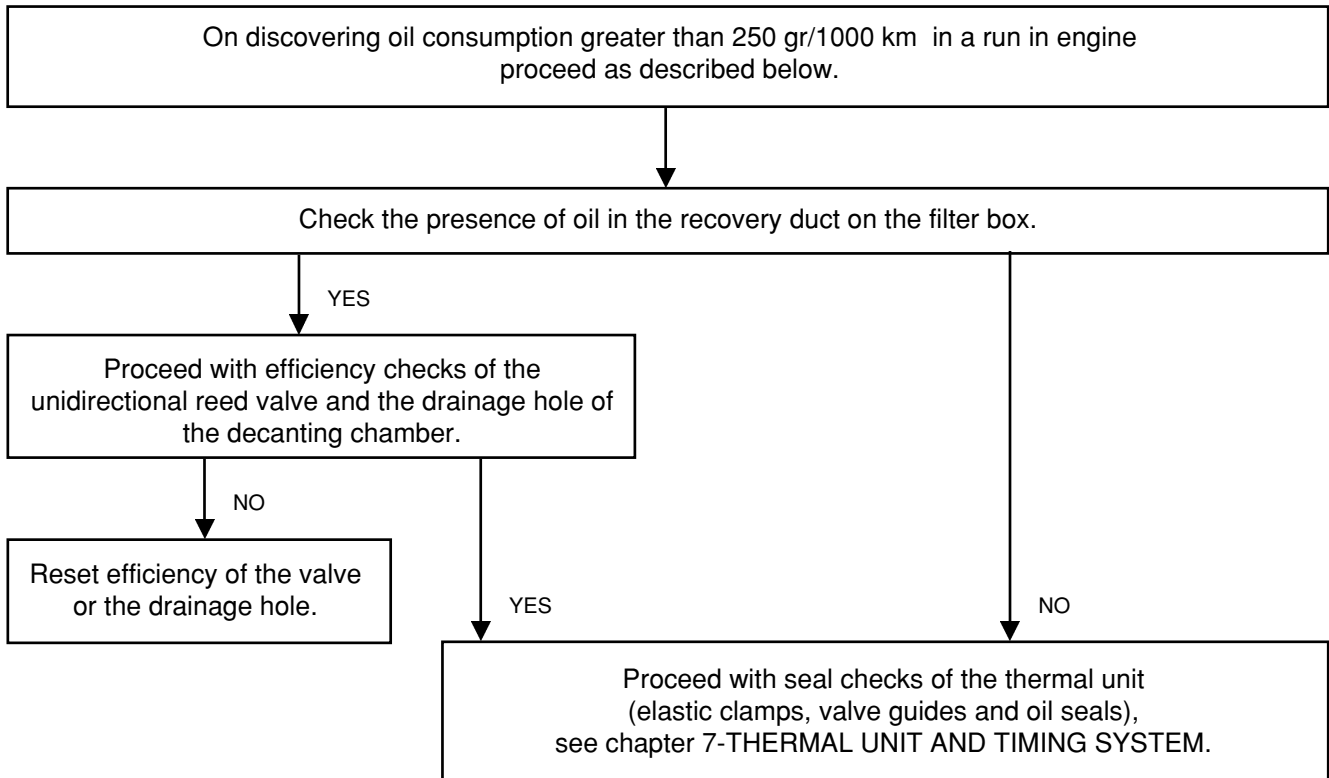 On discovering oil consumption greater than 250 gr/1000 km in a run in engine
proceed as described below.
Check the presence of oil in the recovery duct on the filter box.
YES
Proceed with efficiency checks of the
unidirectional reed valve and the drainage hole of
the decanting chamber.
NO
Reset efficiency of the valve
or the drainage hole.
YES
NO
Proceed with seal checks of the thermal unit
(elastic clamps, valve guides and oil seals),
see chapter 7-THERMAL UNIT AND TIMING SYSTEM.